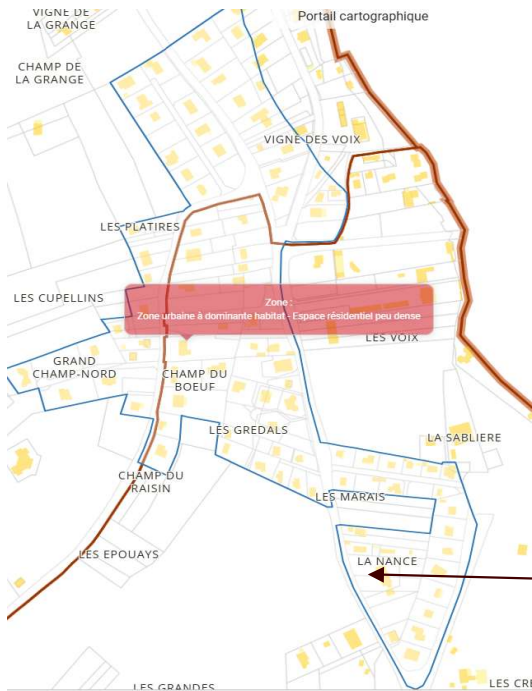 VIGNE DE
LA GRANGE
Portail cartographique
CHAMP DE
LA GRANGE
VIGNE DES VOIX
LES PLATIRES
LES CUPELLINS
Zone :
Zone urbaine à dominante habitat - Espace résidentiel peu dense
LES VOIX
GRAND
CHAMP-NORD
CHAMP DU
BOEUF
LES GREDALS
LA SABLIERE
CHAMP DU
RAISIN
LES MARAIS
LES EPOUAYS
LA NANCE
LES GRANDES
LES CRE